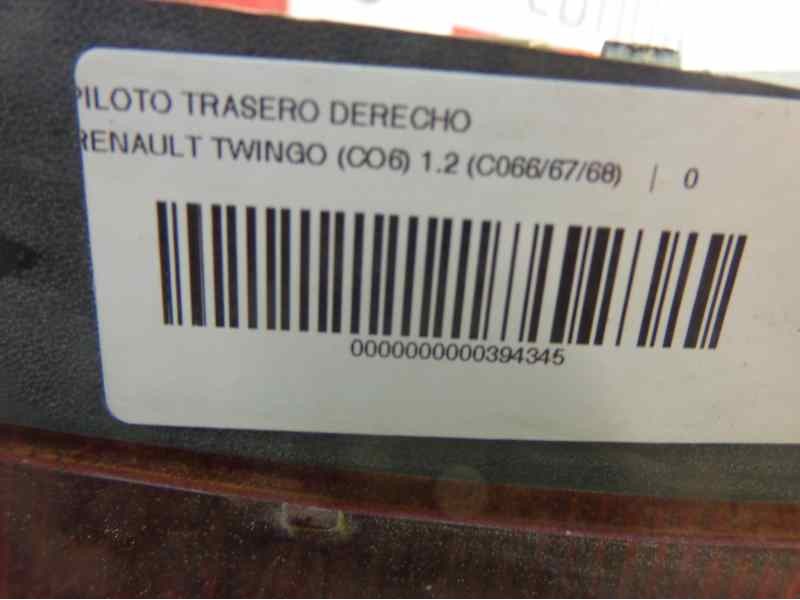 PILOTO TRASERO DERECHO
RENAULT TWINGO (CO6) 1.2 (C066/67/68) | 0
0000000000394345